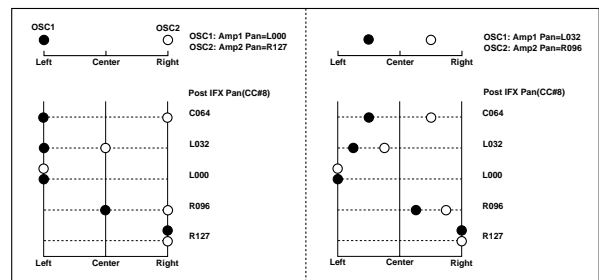 OSC1 OSC2
OSC1: Amp1 Pan=L000
OSC2: Amp2 Pan=R127
Left Center Right
Post IFX Pan(CC#8)
C064
L032
L000
R096
R127
Left Center Right
OSC1: Amp1 Pan=L032
OSC2: Amp2 Pan=R096
Left Center Right
Post IFX Pan(CC#8)
C064
L032
L000
R096
R127
Left Center Right